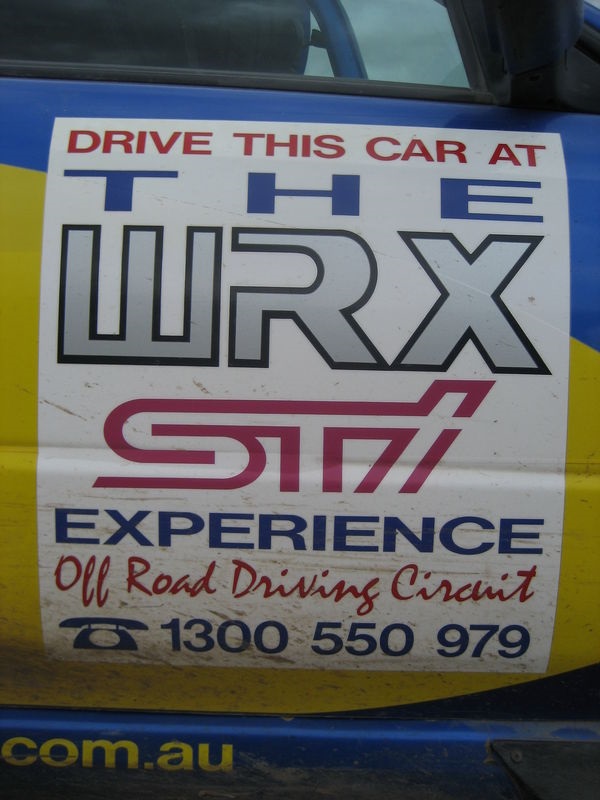 DRIVE THIS CAR AT
THE
WRX
STi
EXPERIENCE
Off Road Driving Circuit
1300 550 979
.com.au